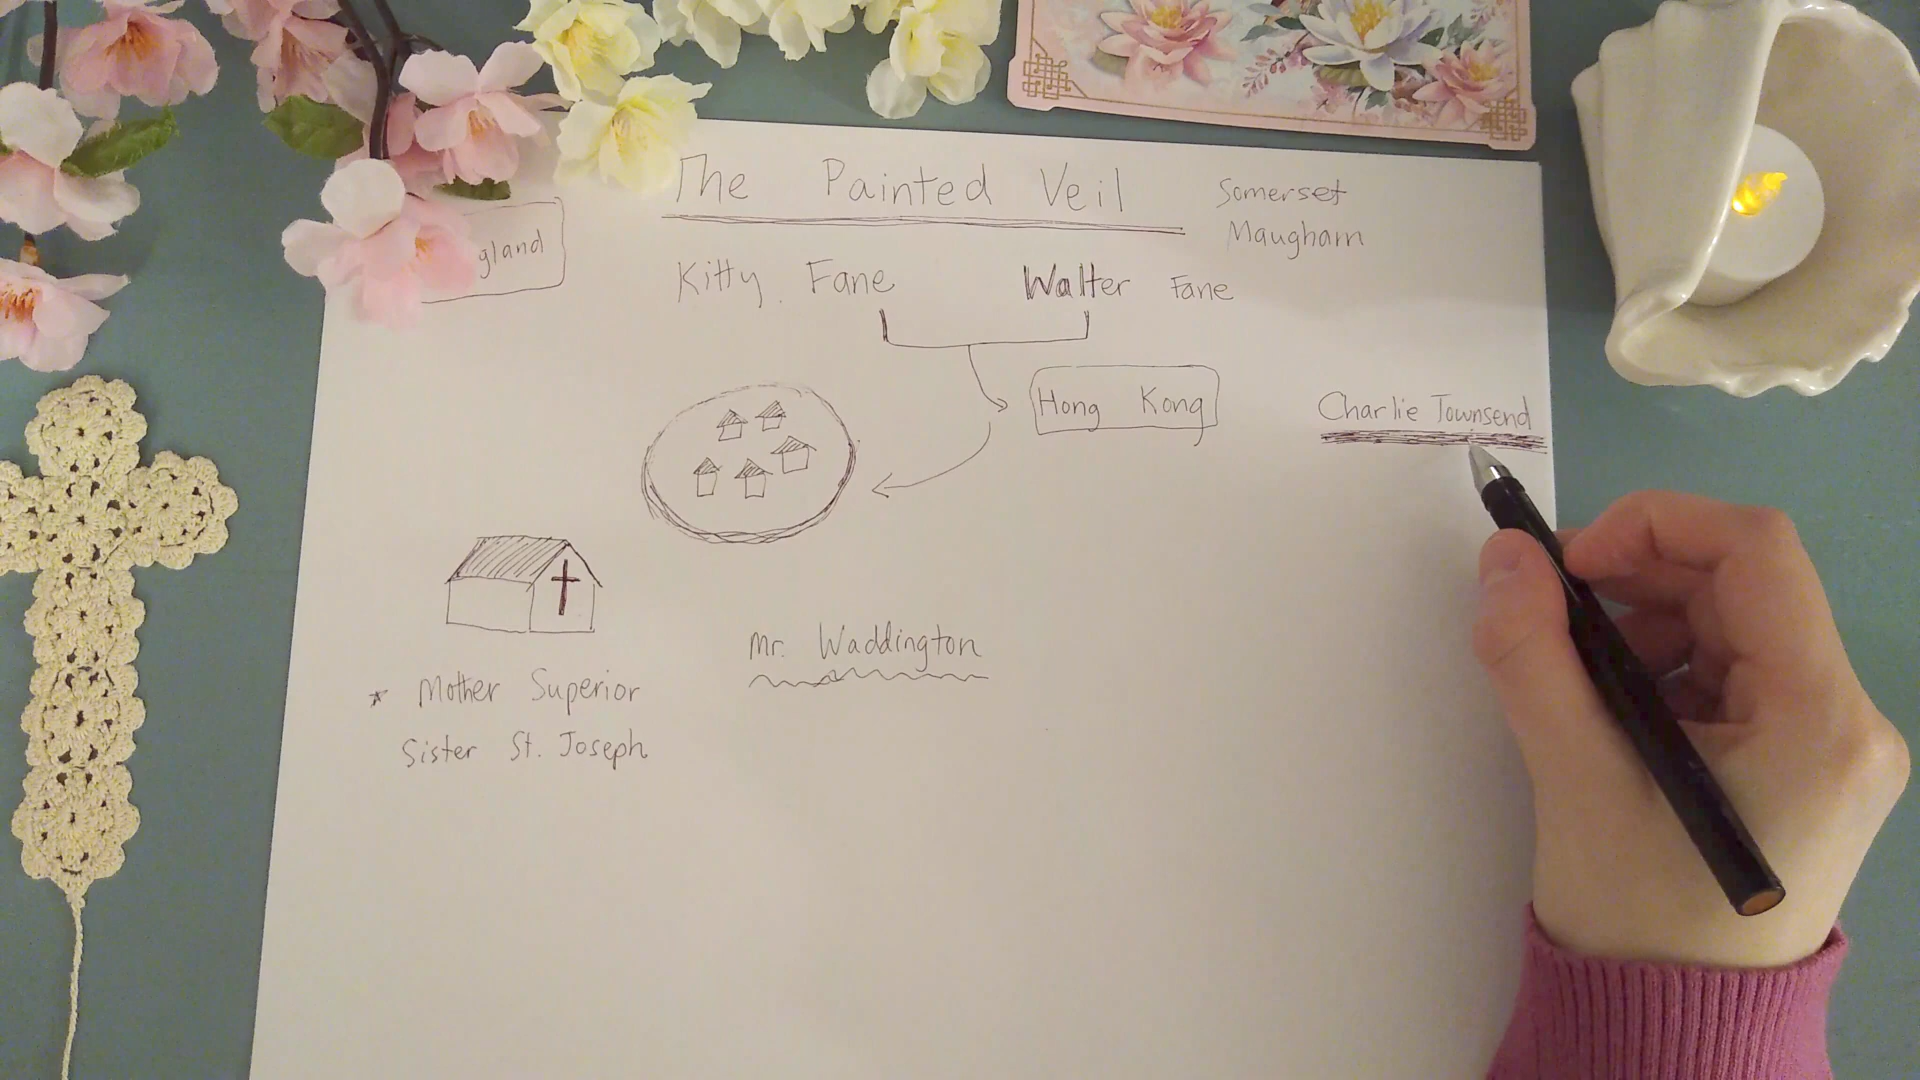 The Painted Veil
Somerset
Maugham
gland
Kitty Fane
Walter Fane
Hong Kong
Charlie Townsend
Mr. Waddington
* Mother Superior
Sister St. Joseph